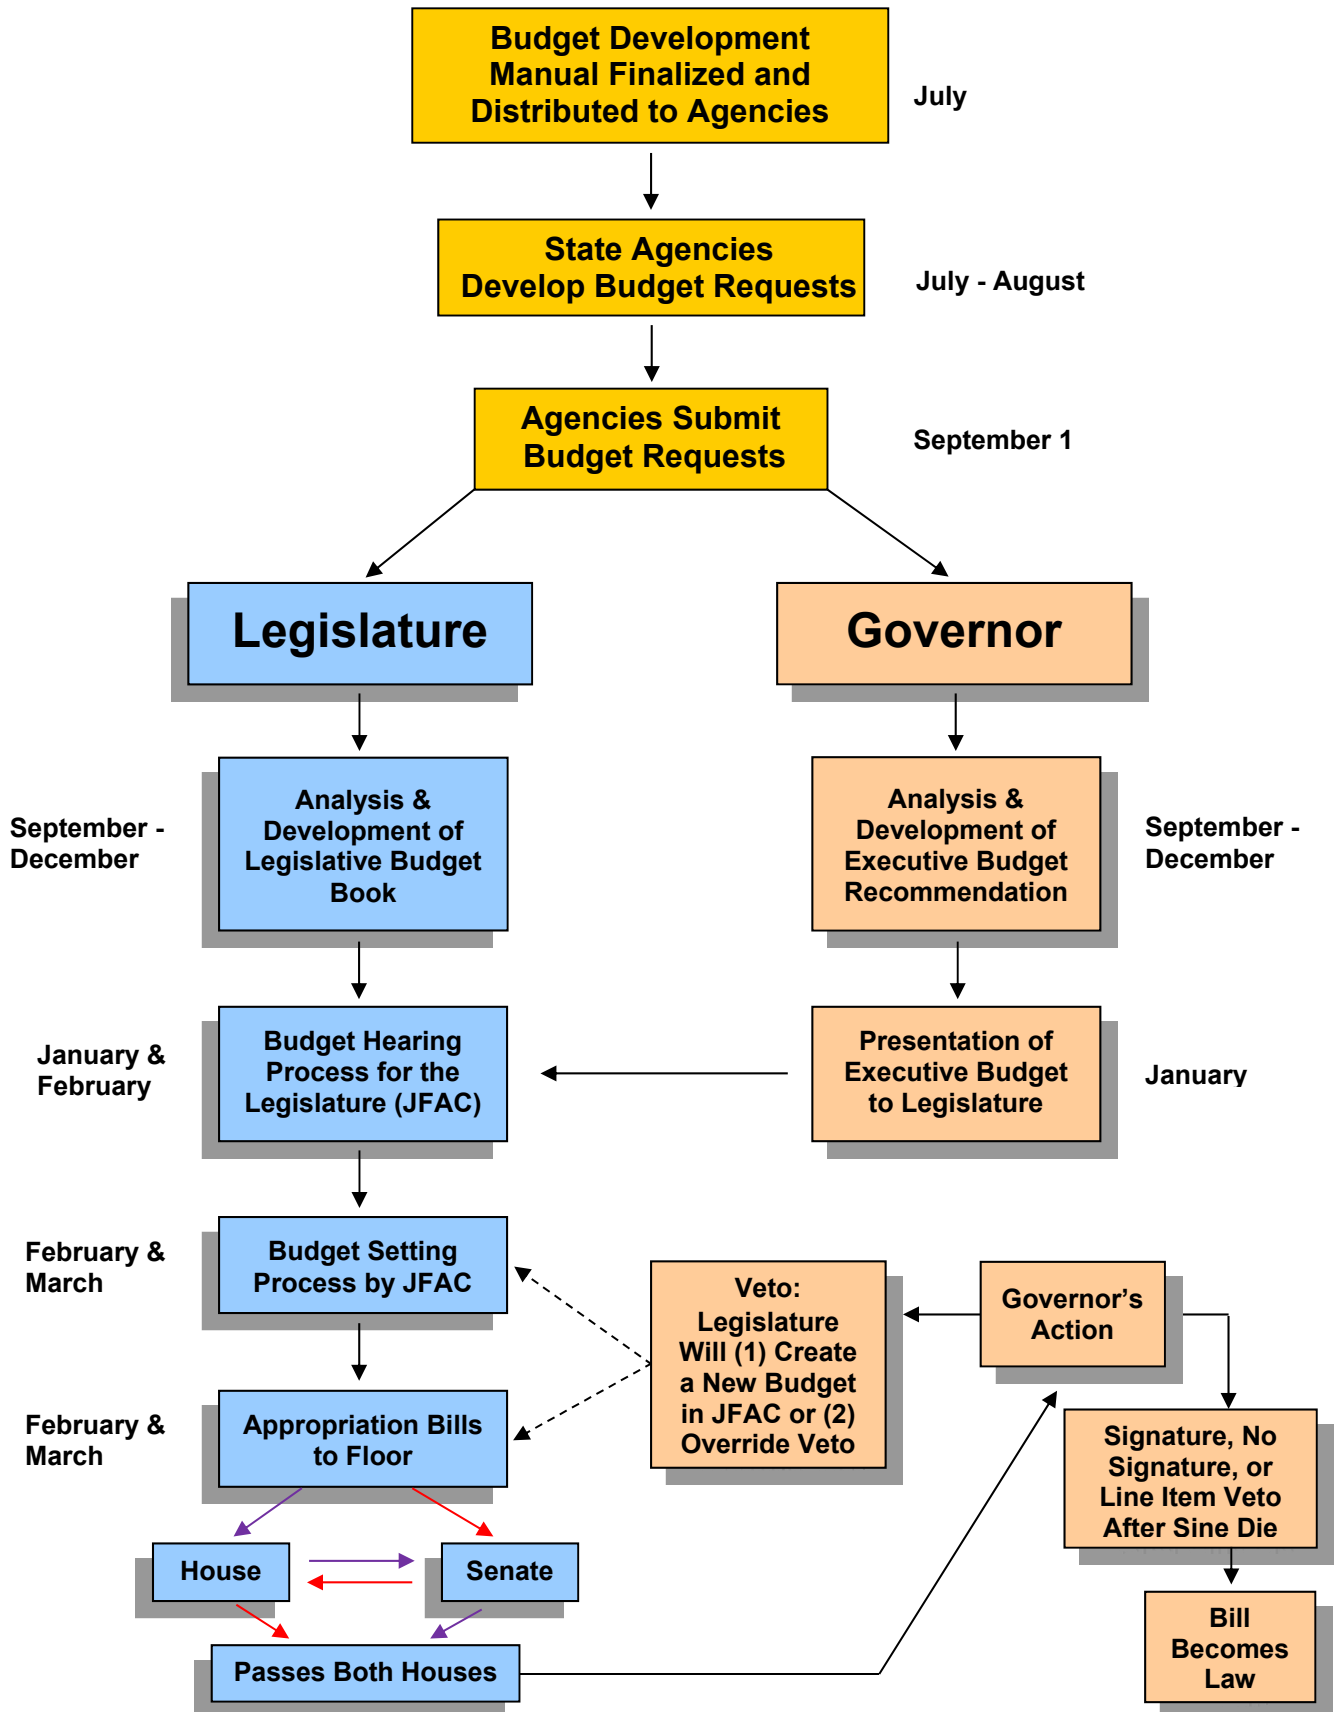 Budget Development
Manual Finalized and
Distributed to Agencies
July
State Agencies
Develop Budget Requests
July - August
Agencies Submit
Budget Requests
September 1
Legislature
Governor
September -
December
Analysis &
Development of
Legislative Budget
Book
Analysis &
Development of
Executive Budget
Recommendation
September -
December
January &
February
Budget Hearing
Process for the
Legislature (JFAC)
Presentation of
Executive Budget
to Legislature
January
February &
March
Budget Setting
Process by JFAC
Veto:
Legislature
Will (1) Create
a New Budget
in JFAC or (2)
Override Veto
Governor’s
Action
February &
March
Appropriation Bills
to Floor
Signature, No
Signature, or
Line Item Veto
After Sine Die
House
Senate
Passes Both Houses
Bill
Becomes
Law